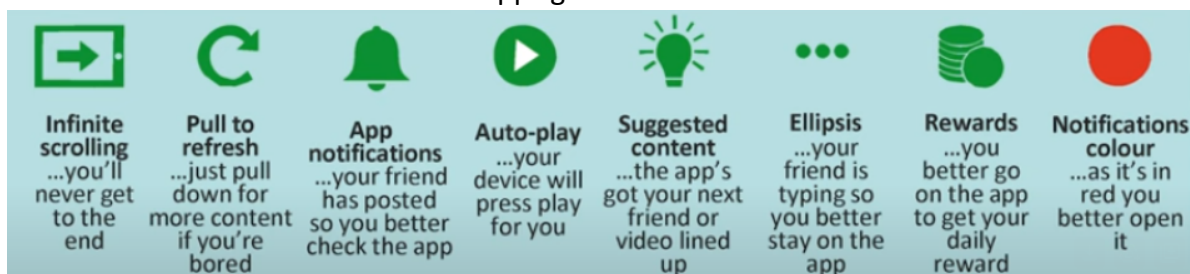 Infinite
scrolling
...you'll
never get
to the
end
Pull to
refresh
...just pull
down for
more content
if you're
bored
App
notifications
...your friend
has posted
so you better
check the app
Auto-play
...your
device will
press play
for you
Suggested
content
...the app's
got your next
friend or
video lined
up
Ellipsis
...your
friend is
typing so
you better
stay on the
app
Rewards
...you
better go
on the app
to get your
daily
reward
Notifications
colour
...as it's in
red you
better open
it